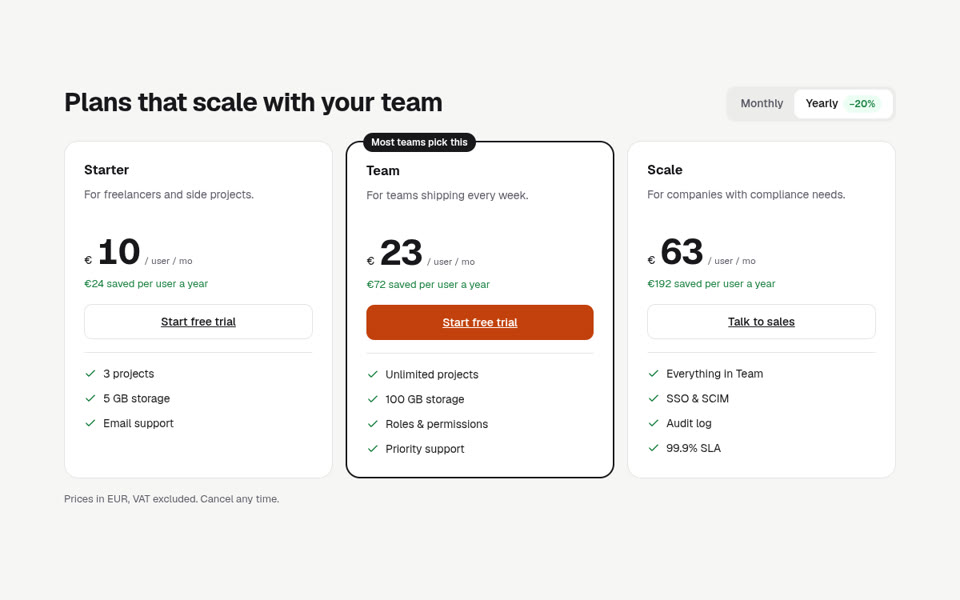 Plans that scale with your team
Monthly
Yearly −20%
Starter
For freelancers and side projects.
€ 10 / user / mo
€24 saved per user a year
Start free trial
3 projects
5 GB storage
Email support
Most teams pick this
Team
For teams shipping every week.
€ 23 / user / mo
€72 saved per user a year
Start free trial
Unlimited projects
100 GB storage
Roles & permissions
Priority support
Scale
For companies with compliance needs.
€ 63 / user / mo
€192 saved per user a year
Talk to sales
Everything in Team
SSO & SCIM
Audit log
99.9% SLA
Prices in EUR, VAT excluded. Cancel any time.